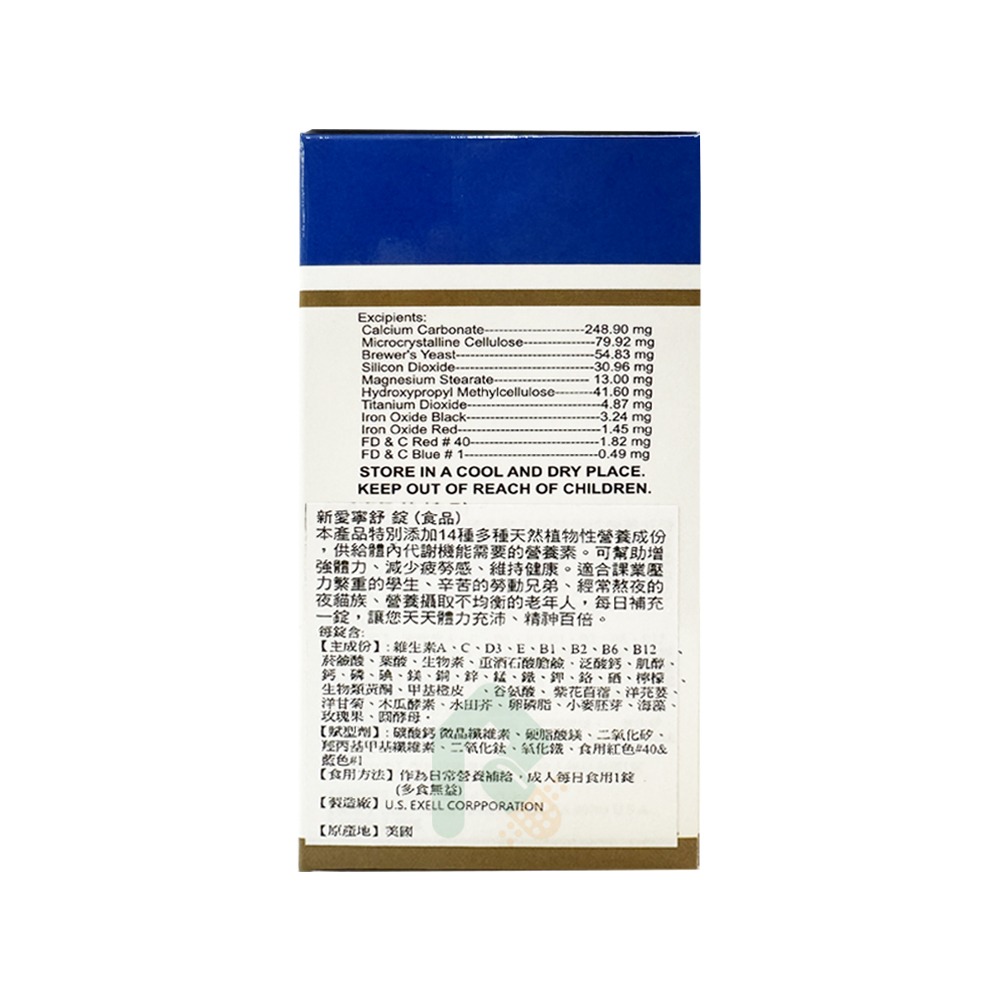 Excipients:
Calcium Carbonate-----------------248.90 mg
Microcrystalline Cellulose------------79.92 mg
Brewer's Yeast------------------------54.83 mg
Silicon Dioxide------------------------30.96 mg
Magnesium Stearate---------------- 13.00 mg
Hydroxypropyl Methylcellulose-------41.60 mg
Titanium Dioxide-----------------------4.87 mg
Iron Oxide Black-----------------------3.24 mg
Iron Oxide Red-------------------------1.45 mg
FD & C Red # 40----------------------1.82 mg
FD & C Blue # 1------------------------0.49 mg
STORE IN A COOL AND DRY PLACE.
KEEP OUT OF REACH OF CHILDREN.
新愛寧舒 錠 (食品)
本產品特別添加14種多種天然植物性營養成份
，供給體內代謝機能需要的營養素。可幫助增
強體力、減少疲勞感、維持健康。適合課業壓
力繁重的學生、辛苦的勞動兄弟、經常熬夜的
夜貓族、營養攝取不均衡的老年人，每日補充
一錠，讓您天天體力充沛、精神百倍。
每錠含:
【主成份】: 維生素A、C、D3、E、B1、B2、B6、B12 、
菸鹼酸、葉酸、生物素、重酒石酸膽鹼、泛酸鈣、肌醇、
鈣、磷、碘、鎂、銅、鋅、錳、鐵、鉀、鉻、硒、檸檬
生物類黃酮、甲基橙皮 、谷氨酸、紫花苜蓿、洋芫荽、
洋甘菊、木瓜酵素、水田芥、卵磷脂、小麥胚芽、海藻、
玫瑰果、圓酵母。
【賦型劑】: 碳酸鈣 微晶纖維素、硬脂酸鎂、二氧化矽、
羥丙基甲基纖維素、二氧化鈦、氧化鐵、食用紅色#40&
藍色#1
【食用方法】作為日常營養補給，成人每日食用1錠
(多食無益)
【製造廠】U.S. EXELL CORPPORATION
【原產地】美國